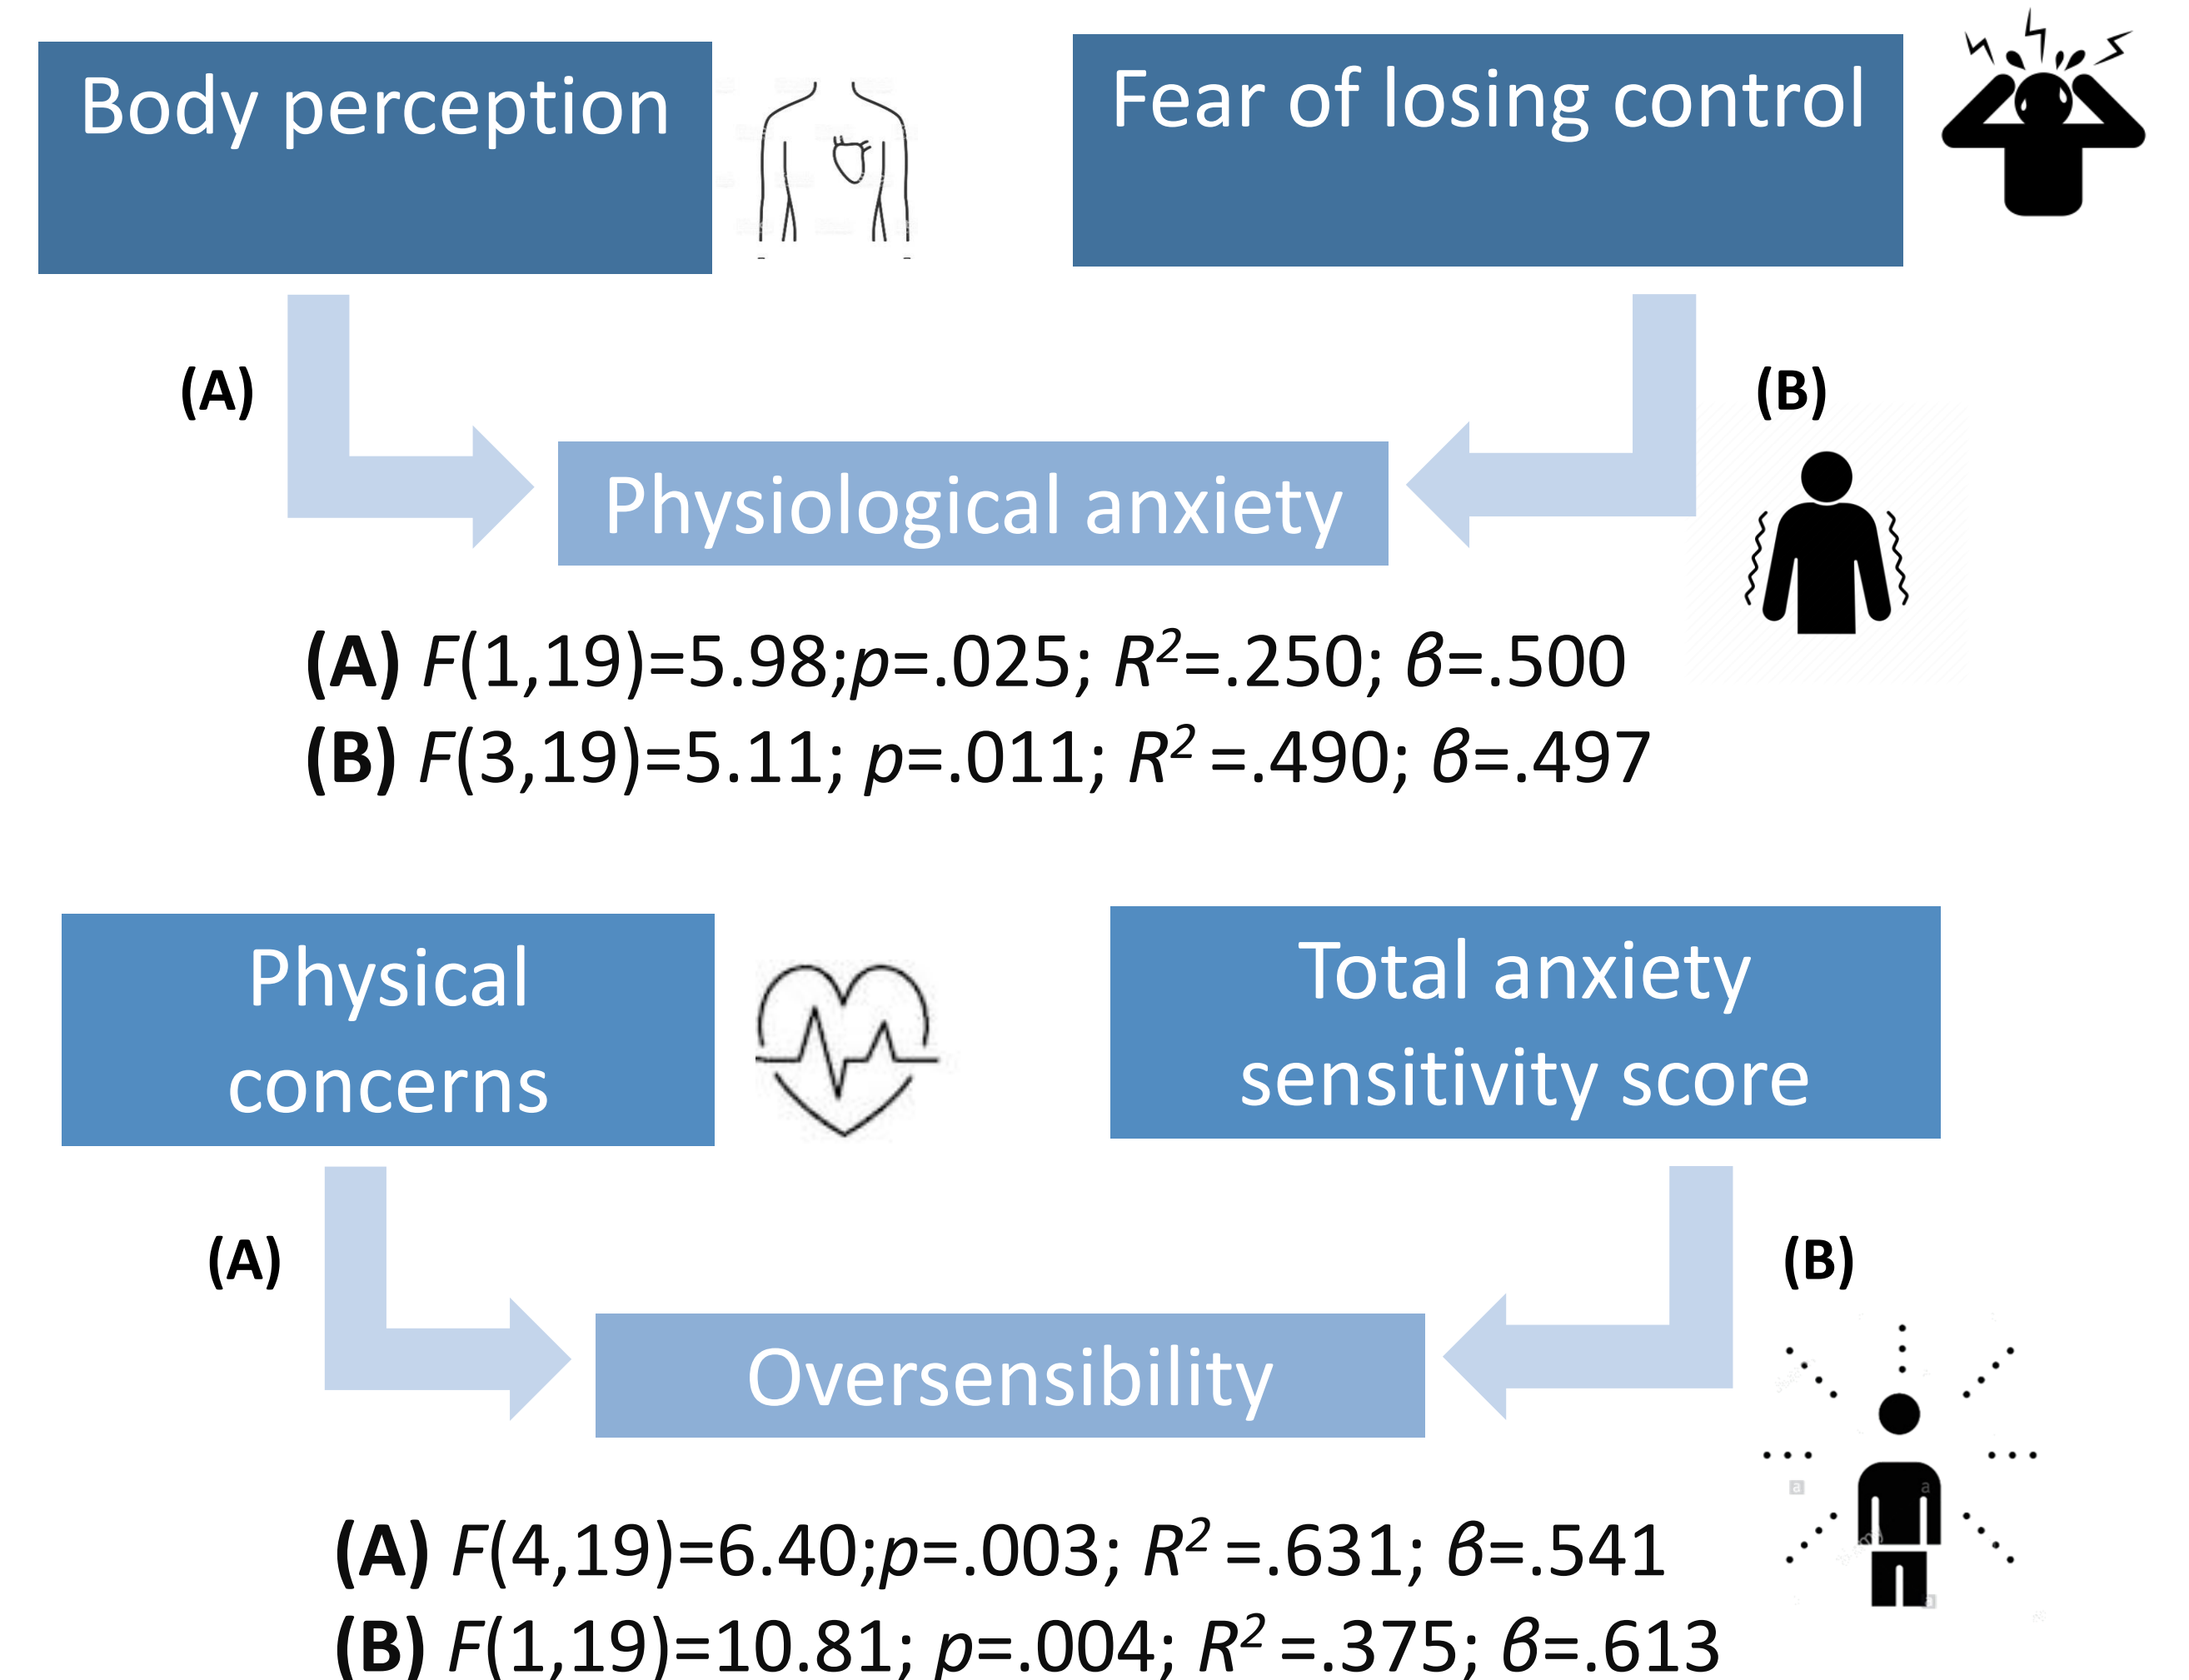 Body perception
Fear of losing control
(A)
(B)
Physiological anxiety
(A) F(1,19)=5.98;p=.025; R²=.250; β=.500
(B) F(3,19)=5.11; p=.011; R² =.490; β=.497
Physical
concerns
Total anxiety
sensitivity score
(A)
(B)
Oversensibility
(A) F(4,19)=6.40;p=.003; R² =.631; β=.541
(B) F(1,19)=10.81; p=.004; R² =.375; β=.613